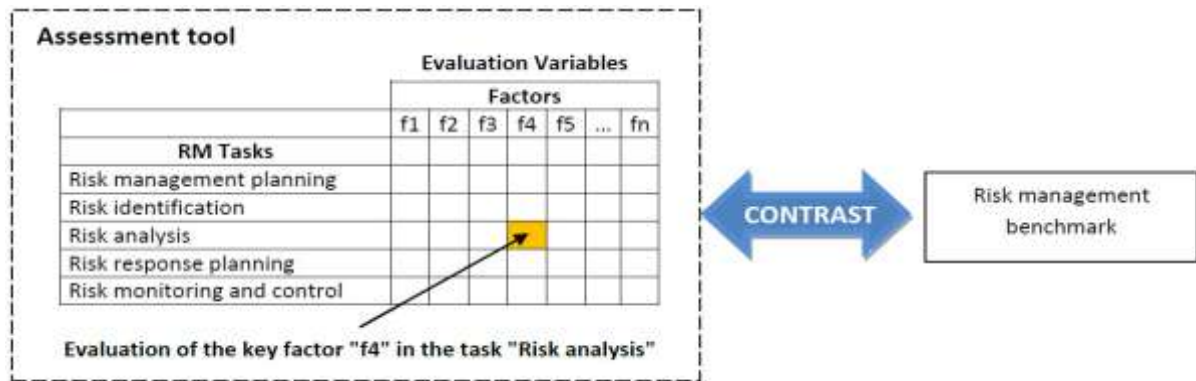 Assessment tool
Evaluation Variables
Factors
f1 f2 f3 f4 f5 ... fn
RM Tasks
Risk management planning
Risk identification
Risk analysis
Risk response planning
Risk monitoring and control
Evaluation of the key factor "f4" in the task "Risk analysis"
CONTRAST
Risk management
benchmark